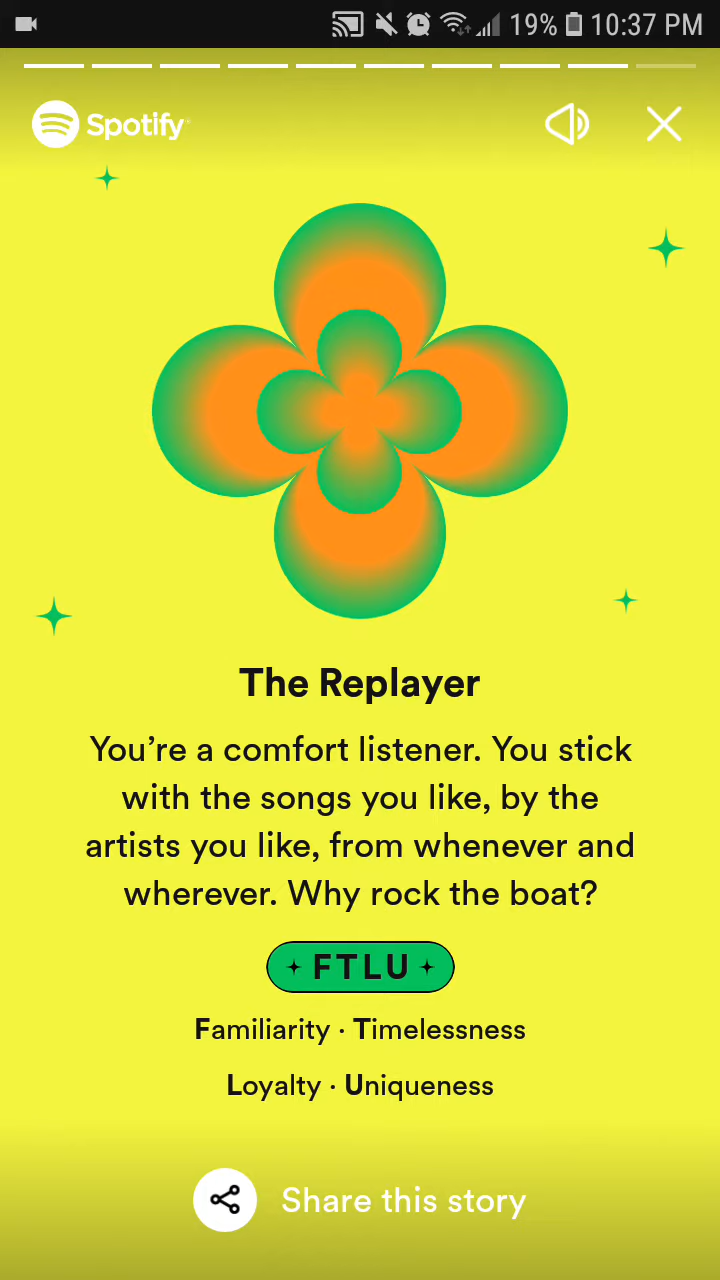 19% 10:37 PM
Spotify
The Replayer
You’re a comfort listener. You stick
with the songs you like, by the
artists you like, from whenever and
wherever. Why rock the boat?
FTLU
Familiarity · Timelessness
Loyalty · Uniqueness
Share this story